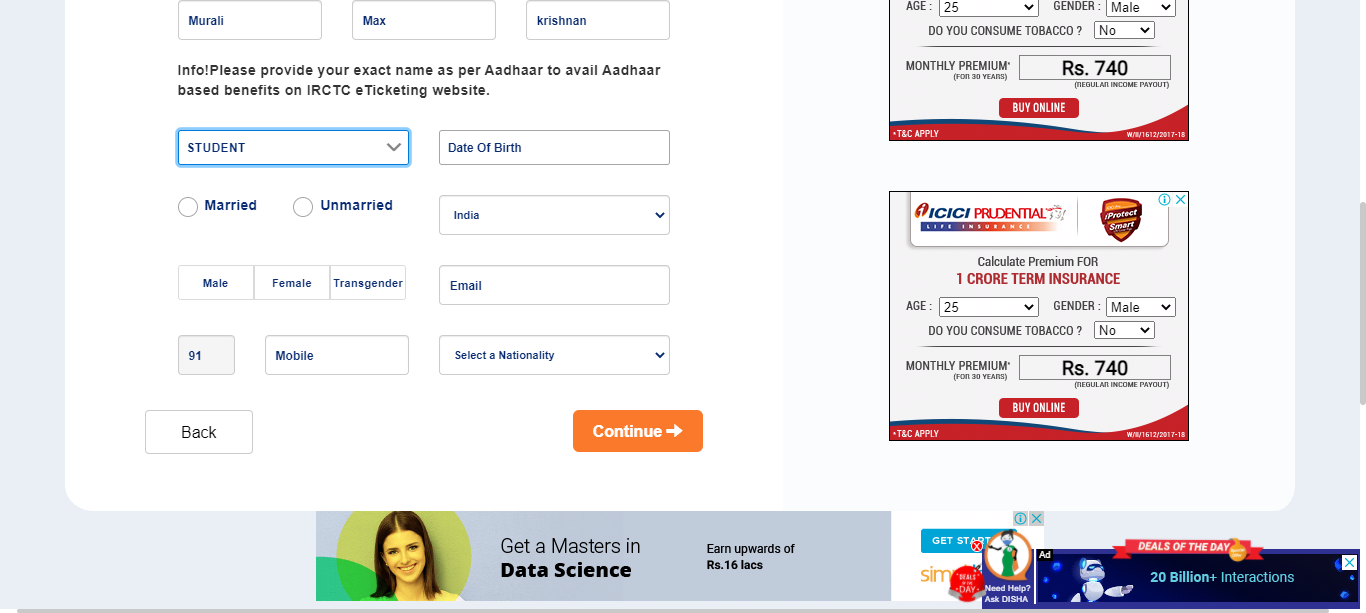 Murali
Max
krishnan
Info!Please provide your exact name as per Aadhaar to avail Aadhaar
based benefits on IRCTC eTicketing website.
STUDENT
Date Of Birth
Married
Unmarried
India
Male
Female
Transgender
Email
91
Mobile
Select a Nationality
Back
Continue
AGE :
25
GENDER :
Male
DO YOU CONSUME TOBACCO ?
No
MONTHLY PREMIUM*
(FOR 30 YEARS)
Rs. 740
(REGULAR INCOME PAYOUT)
BUY ONLINE
*T&C APPLY
W/II/1612/2017-18
ICICI PRUDENTIAL
LIFE INSURANCE
iProtect
Smart
Calculate Premium FOR
1 CRORE TERM INSURANCE
AGE :
25
GENDER :
Male
DO YOU CONSUME TOBACCO ?
No
MONTHLY PREMIUM*
(FOR 30 YEARS)
Rs. 740
(REGULAR INCOME PAYOUT)
BUY ONLINE
*T&C APPLY
W/II/1612/2017-18
Get a Masters in
Data Science
Earn upwards of
Rs.16 lacs
GET
DEALS
OF THE
DAY
Need Help?
Ask DISHA
Ad
DEALS OF THE DAY
20 Billion+ Interactions